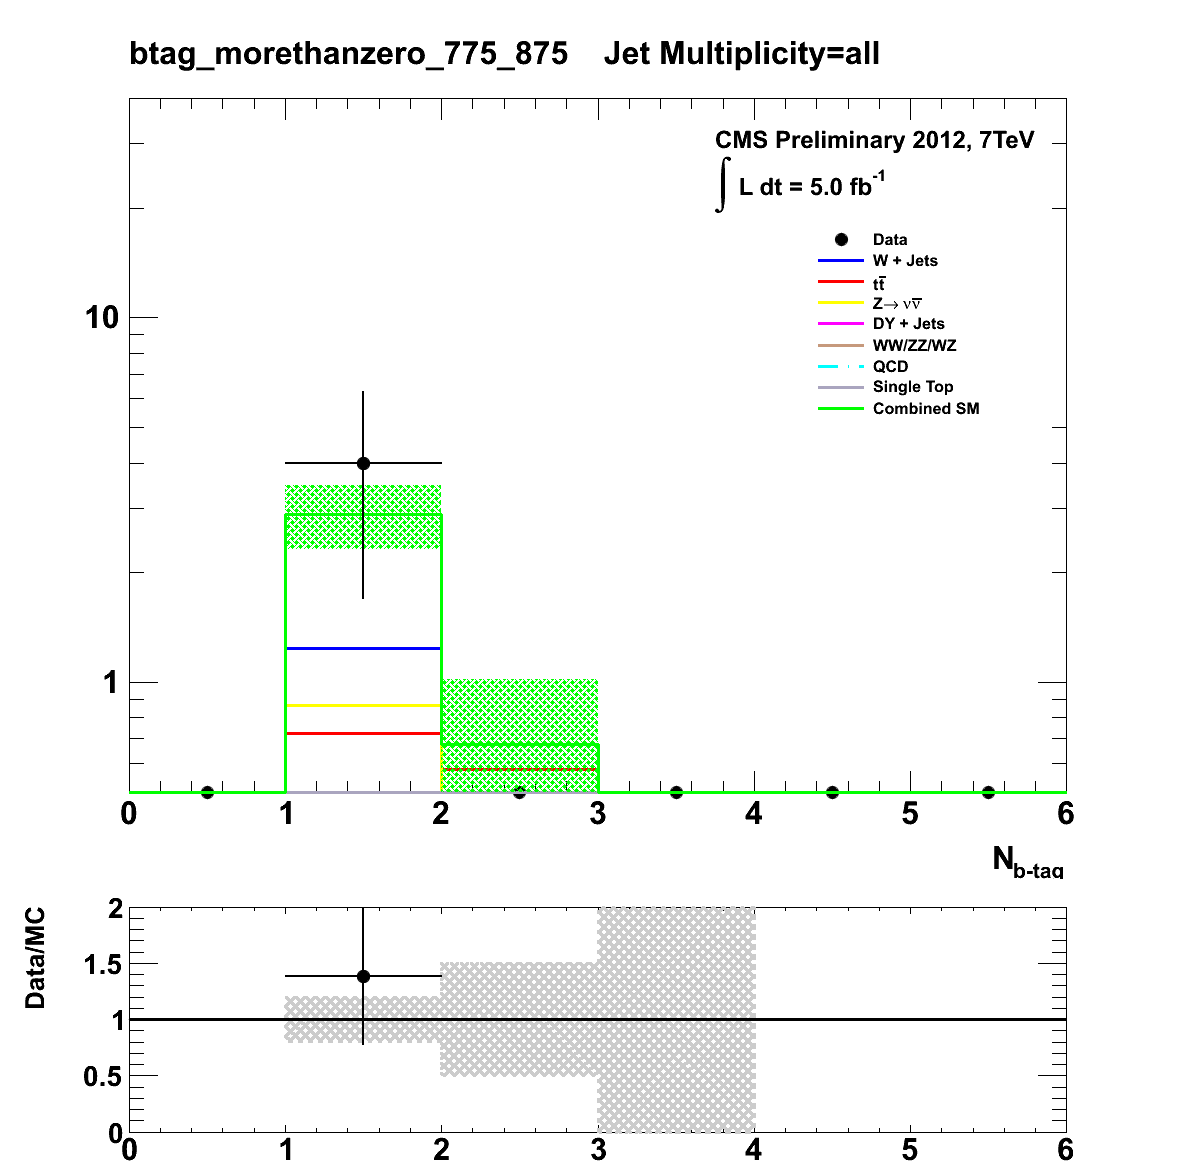 btag_morethanzero_775_875 Jet Multiplicity=all
CMS Preliminary 2012, 7TeV
∫ L dt = 5.0 fb⁻¹
Data
W + Jets
tt̅
Z→ νν̅
DY + Jets
WW/ZZ/WZ
QCD
Single Top
Combined SM
10
1
0 1 2 3 4 5 6
N_b-tag
Data/MC
2
1.5
1
0.5
0
0 1 2 3 4 5 6